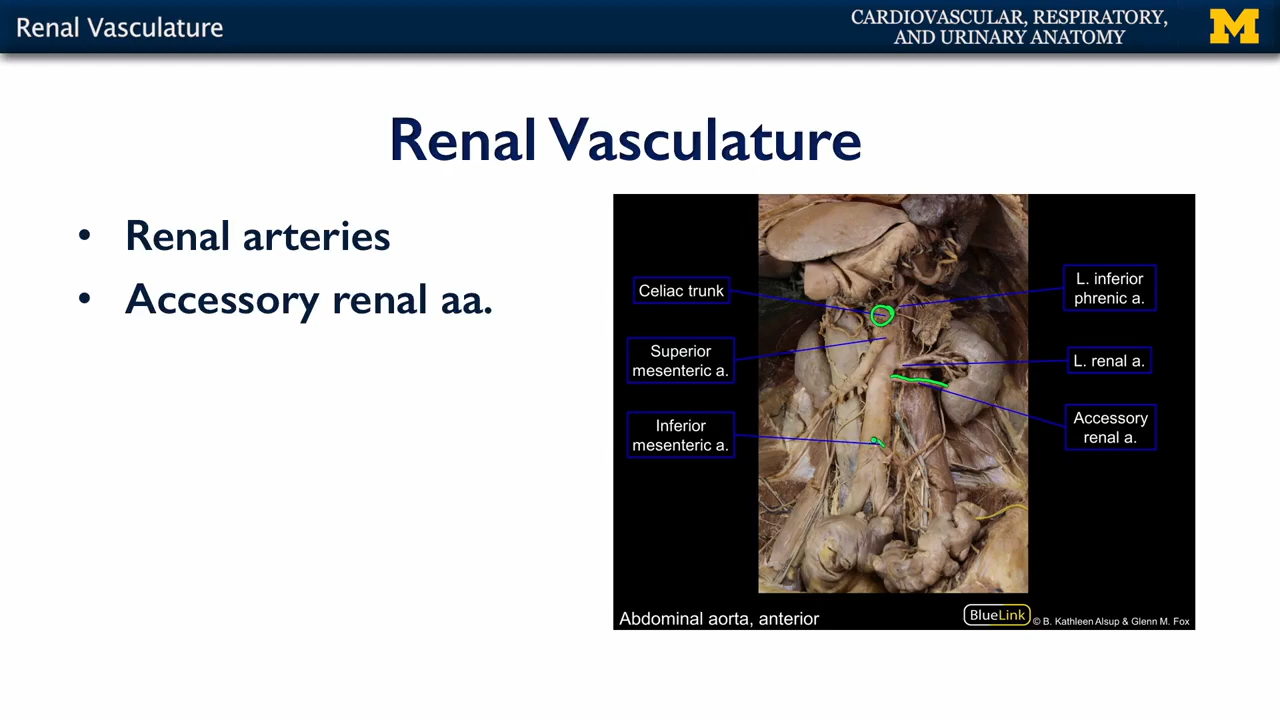 Renal Vasculature
CARDIOVASCULAR, RESPIRATORY,
AND URINARY ANATOMY
M
Renal Vasculature
• Renal arteries
• Accessory renal aa.
Celiac trunk
Superior
mesenteric a.
Inferior
mesenteric a.
L. inferior
phrenic a.
L. renal a.
Accessory
renal a.
Abdominal aorta, anterior
BlueLink
© B. Kathleen Alsup & Glenn M. Fox